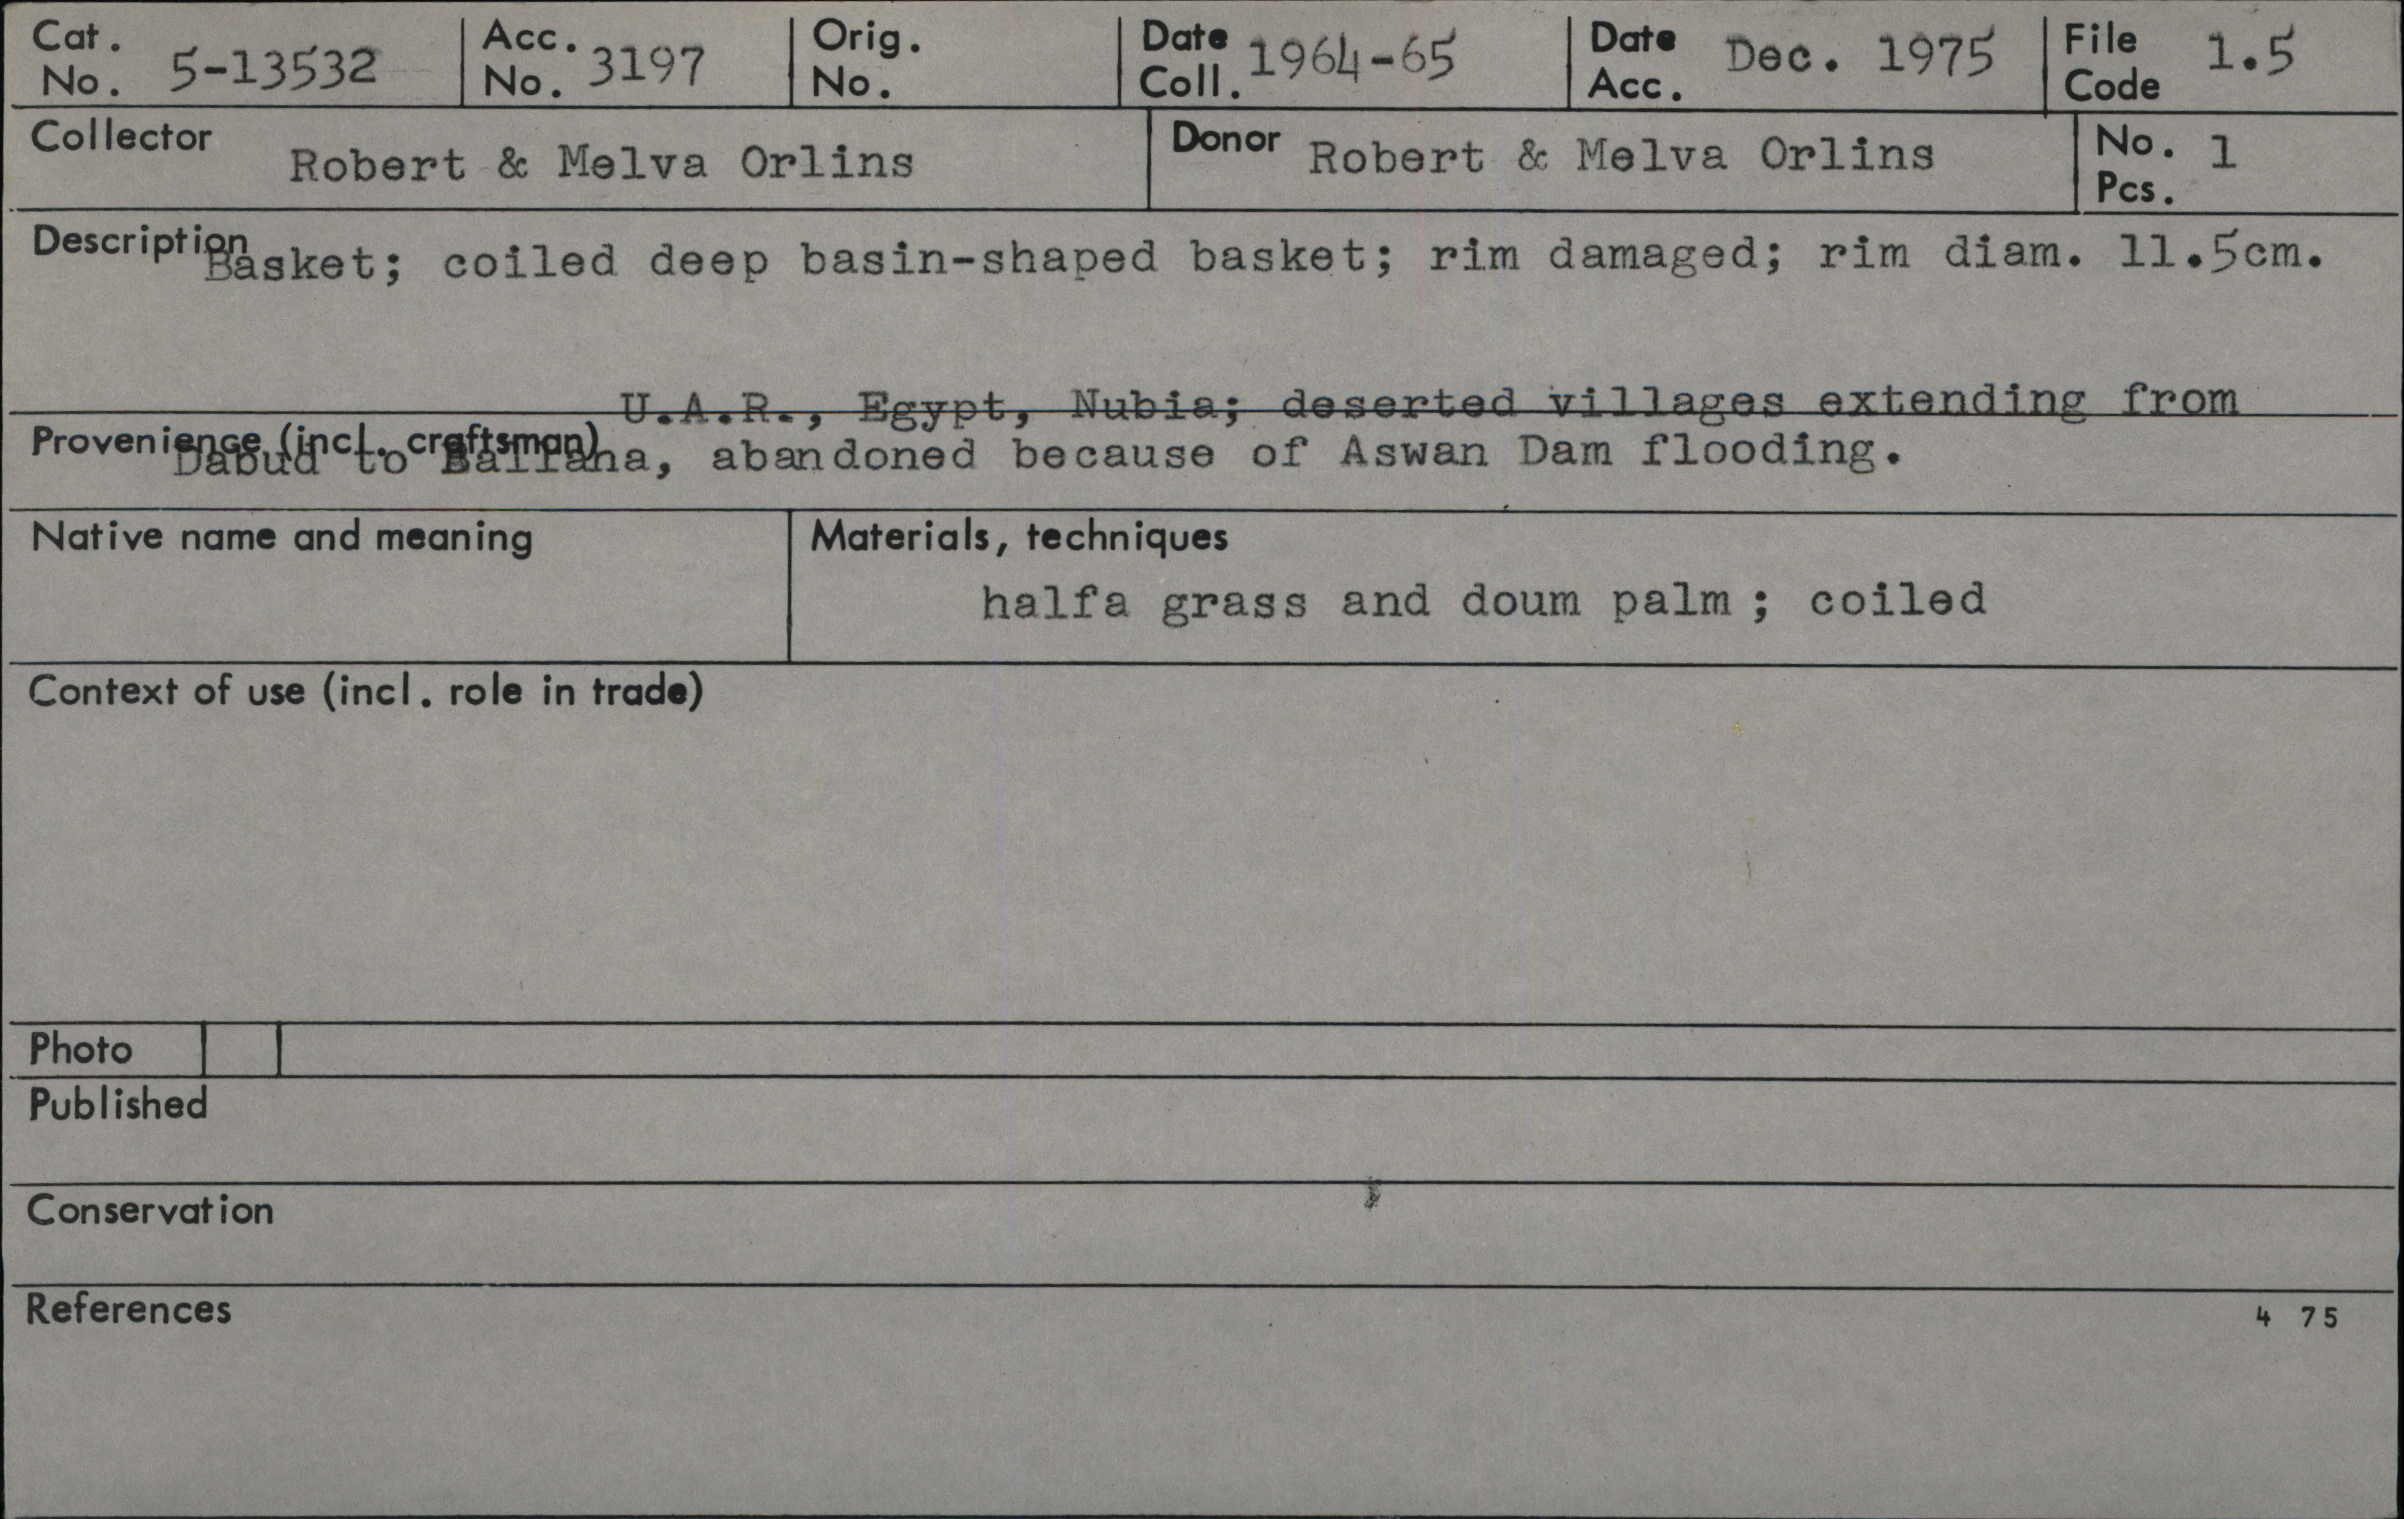 Cat. No. 5-13532 Acc. No. 3197 Orig. No. Date Coll. 1964-65 Date Acc. Dec. 1975 File Code 1.5
Collector Robert & Melva Orlins Donor Robert & Melva Orlins No. Pcs. 1
Description Basket; coiled deep basin-shaped basket; rim damaged; rim diam. 11.5cm.
U.A.R., Egypt, Nubia; deserted villages extending from
Provenience (incl. craftsman) Dabud to Ballana, abandoned because of Aswan Dam flooding.
Native name and meaning Materials, techniques
halfa grass and doum palm; coiled
Context of use (incl. role in trade)
Photo
Published
Conservation
References 4 75